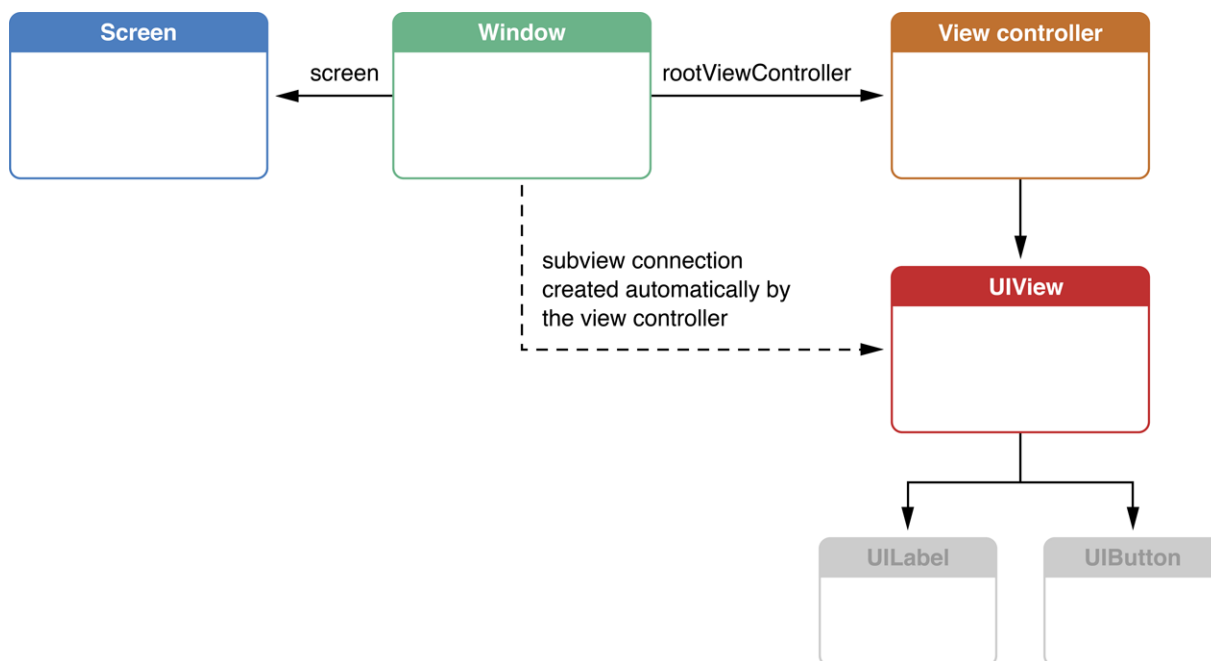 Screen
Window
View controller
screen
rootViewController
subview connection
created automatically by
the view controller
UIView
UILabel
UIButton